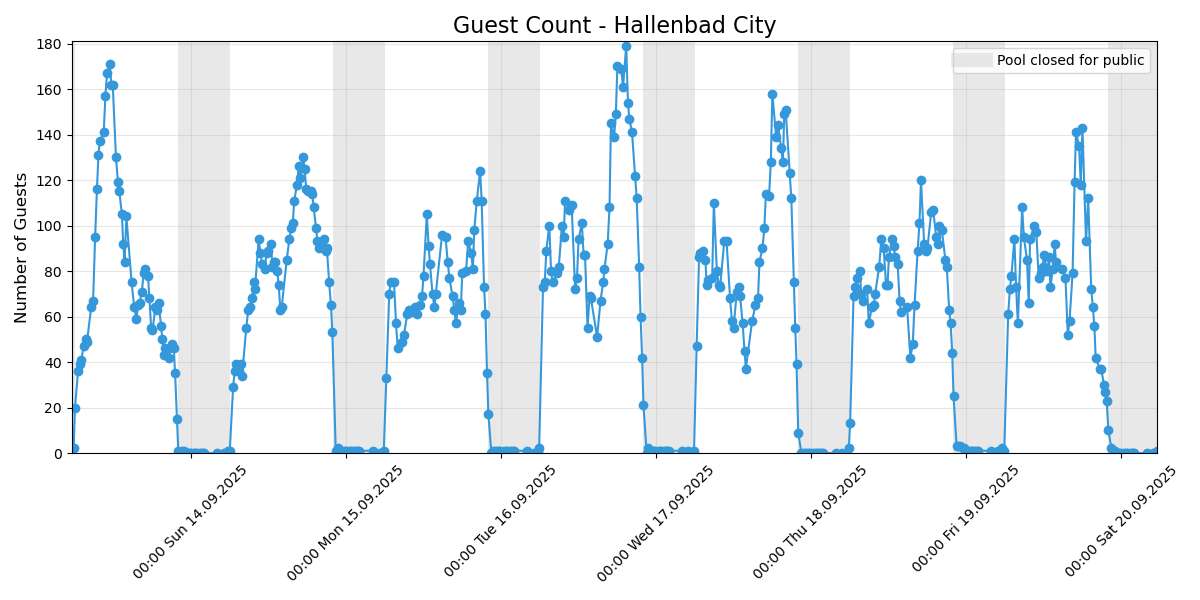 Guest Count - Hallenbad City
Number of Guests
180
160
140
120
100
80
60
40
20
0
Pool closed for public
00:00 Sun 14.09.2025
00:00 Mon 15.09.2025
00:00 Tue 16.09.2025
00:00 Wed 17.09.2025
00:00 Thu 18.09.2025
00:00 Fri 19.09.2025
00:00 Sat 20.09.2025